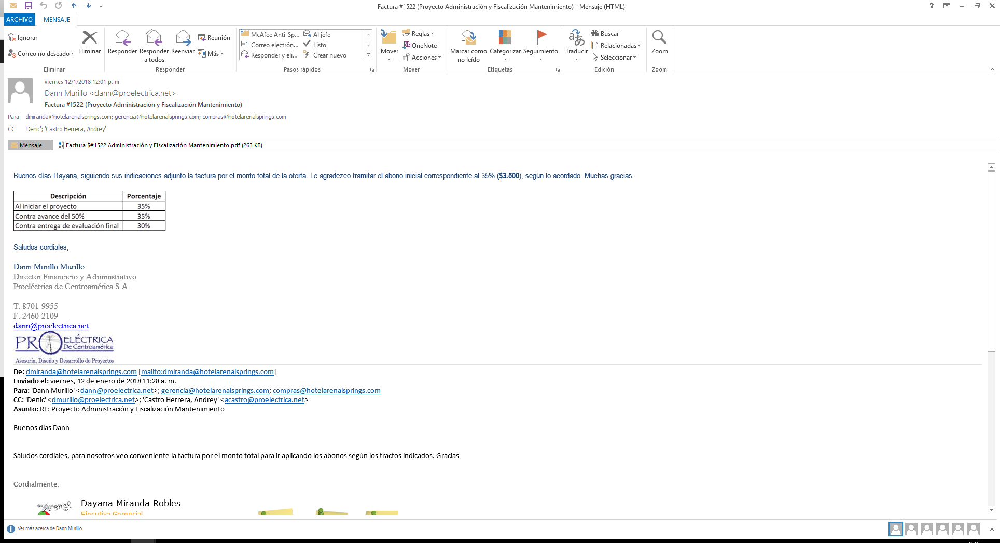 Factura #1522 (Proyecto Administración y Fiscalización Mantenimiento) - Mensaje (HTML)
ARCHIVO MENSAJE
Ignorar
Correo no deseado
Eliminar
Eliminar
Responder
Responder a todos
Reenviar
Reunión
Más
Responder
McAfee Anti-Sp...
Correo electrón...
Responder y eli...
Al jefe
Listo
Crear nuevo
Pasos rápidos
Mover
Reglas
OneNote
Acciones
Mover
Marcar como no leído
Categorizar
Seguimiento
Etiquetas
Traducir
Buscar
Relacionadas
Seleccionar
Edición
Zoom
Zoom
viernes 12/1/2018 12:01 p. m.
Dann Murillo <dann@proelectrica.net>
Factura #1522 (Proyecto Administración y Fiscalización Mantenimiento)
Para dmiranda@hotelarenalsprings.com; gerencia@hotelarenalsprings.com; compras@hotelarenalsprings.com
CC 'Denic'; 'Castro Herrera, Andrey'
Mensaje Factura $#1522 Administración y Fiscalización Mantenimiento.pdf (263 KB)
Buenos días Dayana, siguiendo sus indicaciones adjunto la factura por el monto total de la oferta. Le agradezco tramitar el abono inicial correspondiente al 35% ($3.500), según lo acordado. Muchas gracias.
Descripción Porcentaje
Al iniciar el proyecto 35%
Contra avance del 50% 35%
Contra entrega de evaluación final 30%
Saludos cordiales,
Dann Murillo Murillo
Director Financiero y Administrativo
Proeléctrica de Centroamérica S.A.
T. 8701-9955
F. 2460-2109
dann@proelectrica.net
PROELÉCTRICA
De Centroamérica
Asesoría, Diseño y Desarrollo de Proyectos
De: dmiranda@hotelarenalsprings.com [mailto:dmiranda@hotelarenalsprings.com]
Enviado el: viernes, 12 de enero de 2018 11:28 a. m.
Para: 'Dann Murillo' <dann@proelectrica.net>; gerencia@hotelarenalsprings.com; compras@hotelarenalsprings.com
CC: 'Denic' <dmurillo@proelectrica.net>; 'Castro Herrera, Andrey' <acastro@proelectrica.net>
Asunto: RE: Proyecto Administración y Fiscalización Mantenimiento
Buenos días Dann
Saludos cordiales, para nosotros veo conveniente la factura por el monto total para ir aplicando los abonos según los tractos indicados. Gracias
Cordialmente:
Arenal
Dayana Miranda Robles
Ejecutiva Gerencial
Ver más acerca de Dann Murillo.